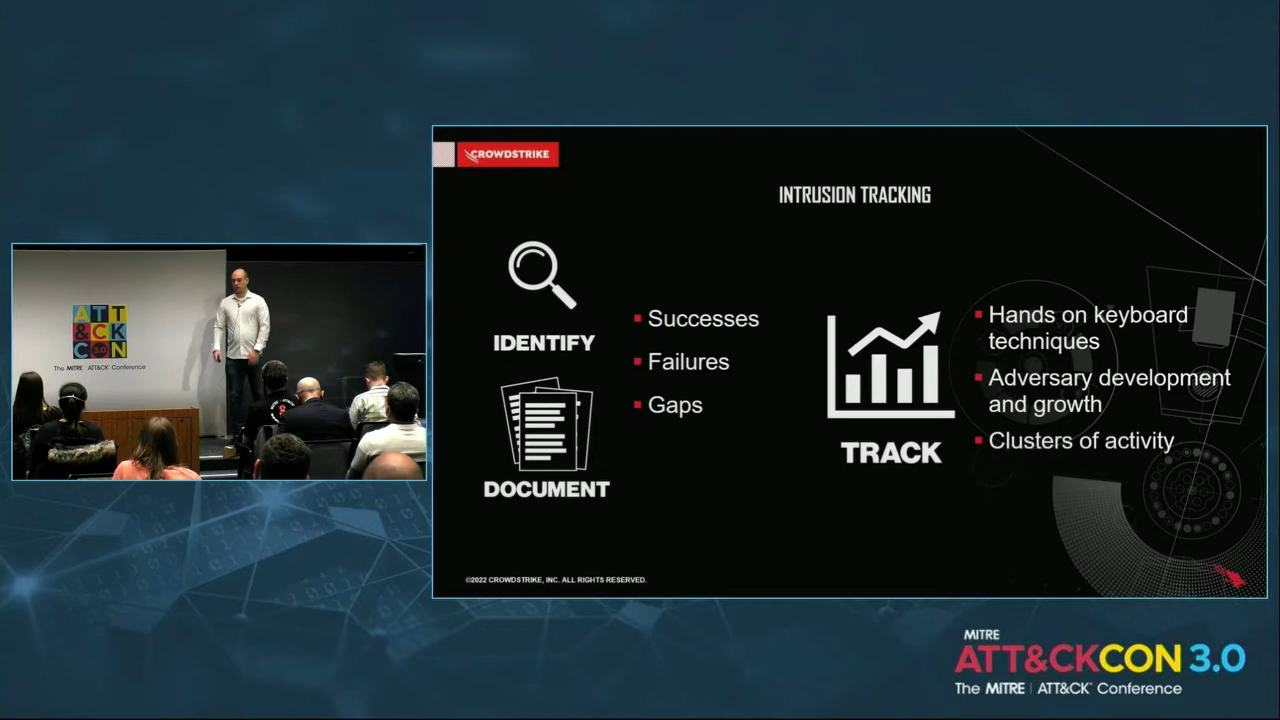 CROWDSTRIKE
INTRUSION TRACKING
IDENTIFY
DOCUMENT
Successes
Failures
Gaps
TRACK
Hands on keyboard
techniques
Adversary development
and growth
Clusters of activity
©2022 CROWDSTRIKE, INC. ALL RIGHTS RESERVED.
ATT
&CK
CON 3.0
The MITRE | ATT&CK® Conference
MITRE
ATT&CKCON 3.0
The MITRE | ATT&CK® Conference